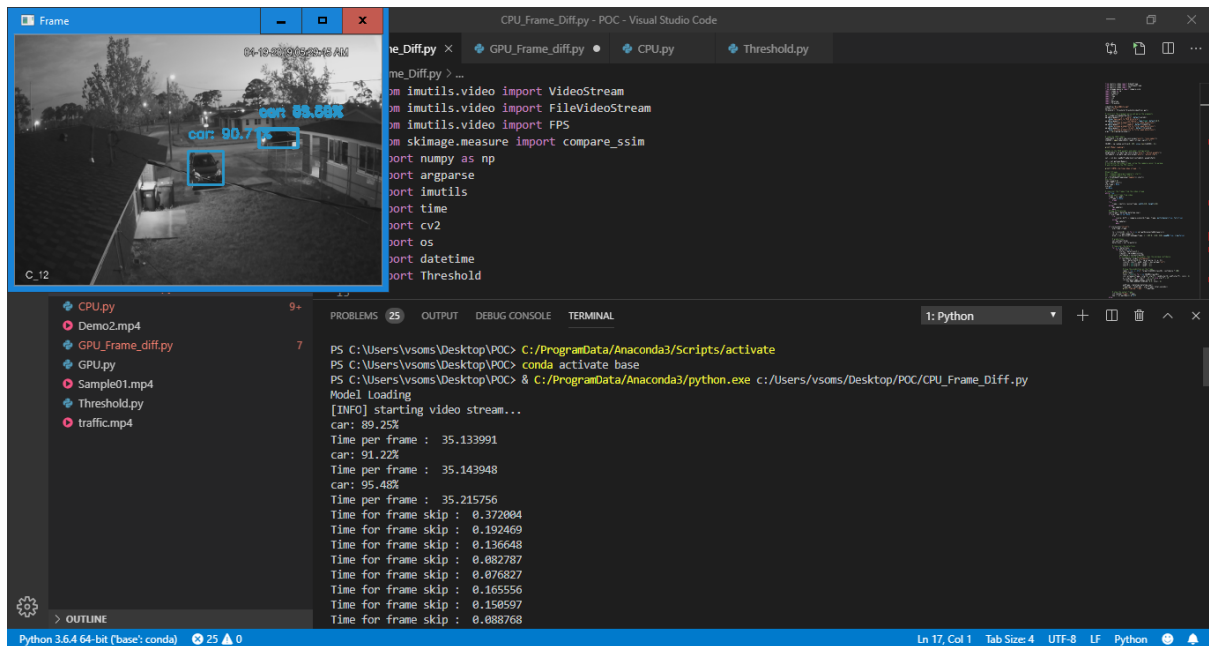 Frame
CPU_Frame_Diff.py - POC - Visual Studio Code
e_Diff.py
GPU_Frame_diff.py
CPU.py
Threshold.py
me_Diff.py > ...
AM
car: 90.71%
C_12
om imutils.video import VideoStream
om imutils.video import FileVideoStream
om imutils.video import FPS
om skimage.measure import compare_ssim
port numpy as np
port argparse
port imutils
port time
port cv2
port os
port datetime
port Threshold
CPU.py 9+
Demo2.mp4
GPU_Frame_diff.py 7
GPU.py
Sample01.mp4
Threshold.py
traffic.mp4
OUTLINE
PROBLEMS 25 OUTPUT DEBUG CONSOLE TERMINAL 1: Python
PS C:\Users\vsoms\Desktop\POC> C:/ProgramData/Anaconda3/Scripts/activate
PS C:\Users\vsoms\Desktop\POC> conda activate base
PS C:\Users\vsoms\Desktop\POC> & C:/ProgramData/Anaconda3/python.exe c:/Users/vsoms/Desktop/POC/CPU_Frame_Diff.py
Model Loading
[INFO] starting video stream...
car: 89.25%
Time per frame : 35.133991
car: 91.22%
Time per frame : 35.143948
car: 95.48%
Time per frame : 35.215756
Time for frame skip : 0.372004
Time for frame skip : 0.192469
Time for frame skip : 0.136648
Time for frame skip : 0.082787
Time for frame skip : 0.076827
Time for frame skip : 0.165556
Time for frame skip : 0.150597
Time for frame skip : 0.088768
Python 3.6.4 64-bit ('base': conda) 25 0 Ln 17, Col 1 Tab Size: 4 UTF-8 LF Python